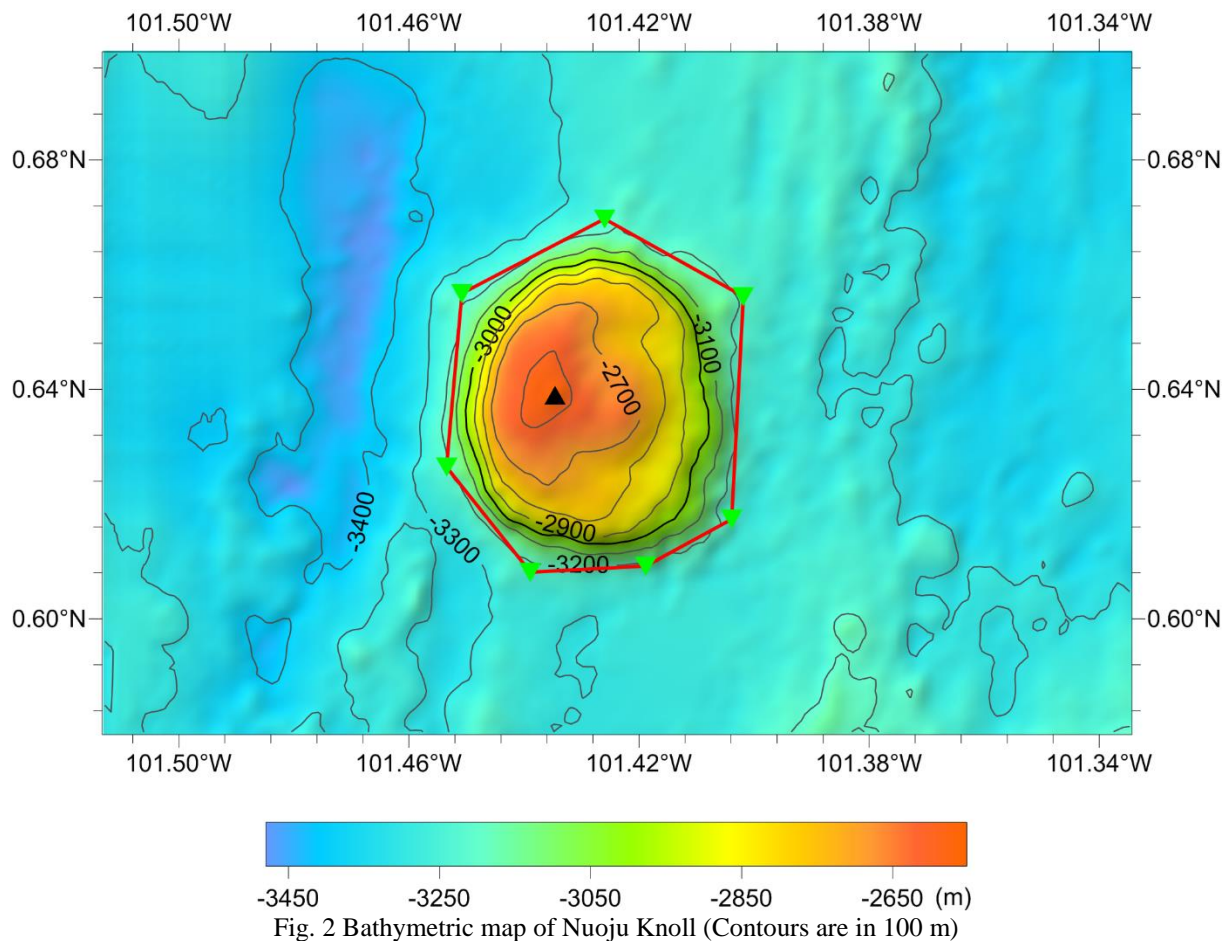 101.50°W 101.46°W 101.42°W 101.38°W 101.34°W
0.68°N 0.68°N
-3000
-3100
-2700
0.64°N 0.64°N
-3400
-3300
-2900
-3200
0.60°N 0.60°N
101.50°W 101.46°W 101.42°W 101.38°W 101.34°W
-3450 -3250 -3050 -2850 -2650 (m)
Fig. 2 Bathymetric map of Nuoju Knoll (Contours are in 100 m)